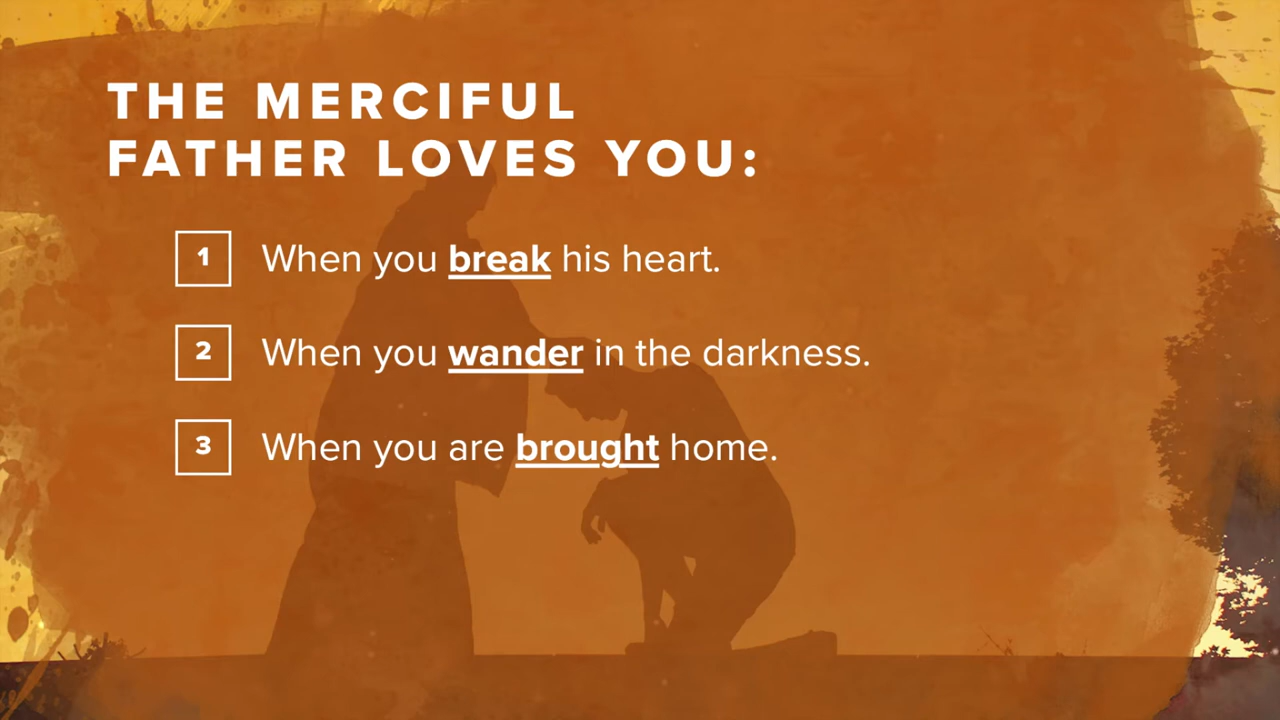 THE MERCIFUL
FATHER LOVES YOU:
1 When you break his heart.
2 When you wander in the darkness.
3 When you are brought home.